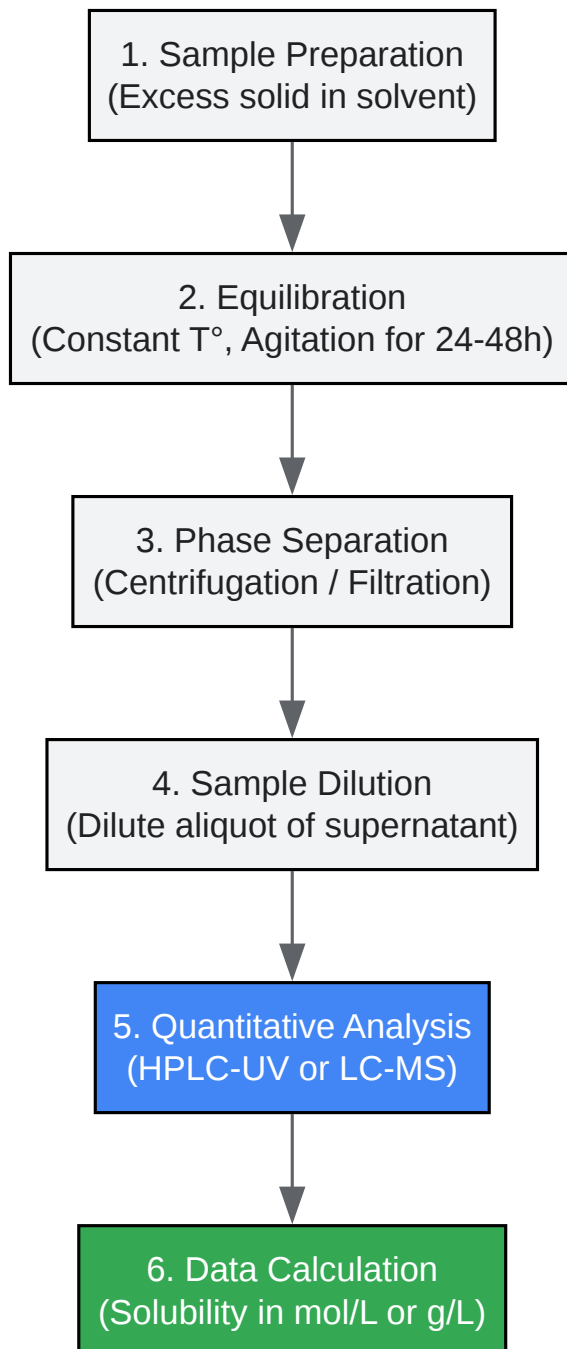 1. Sample Preparation
(Excess solid in solvent)
2. Equilibration
(Constant T°, Agitation for 24-48h)
3. Phase Separation
(Centrifugation / Filtration)
4. Sample Dilution
(Dilute aliquot of supernatant)
5. Quantitative Analysis
(HPLC-UV or LC-MS)
6. Data Calculation
(Solubility in mol/L or g/L)